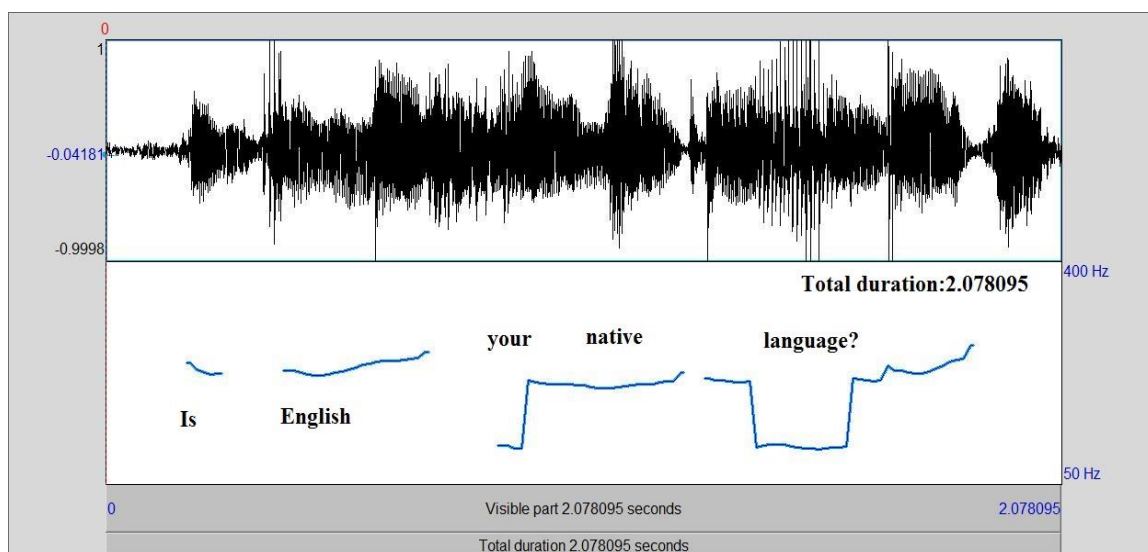 0
1
-0.04181
-0.9998
400 Hz
Total duration:2.078095
your native language?
Is English
50 Hz
0 Visible part 2.078095 seconds 2.078095
Total duration 2.078095 seconds